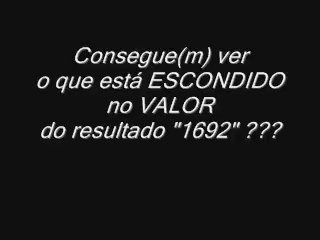 Consegue(m) ver
o que está ESCONDIDO
no VALOR
do resultado "1692" ???